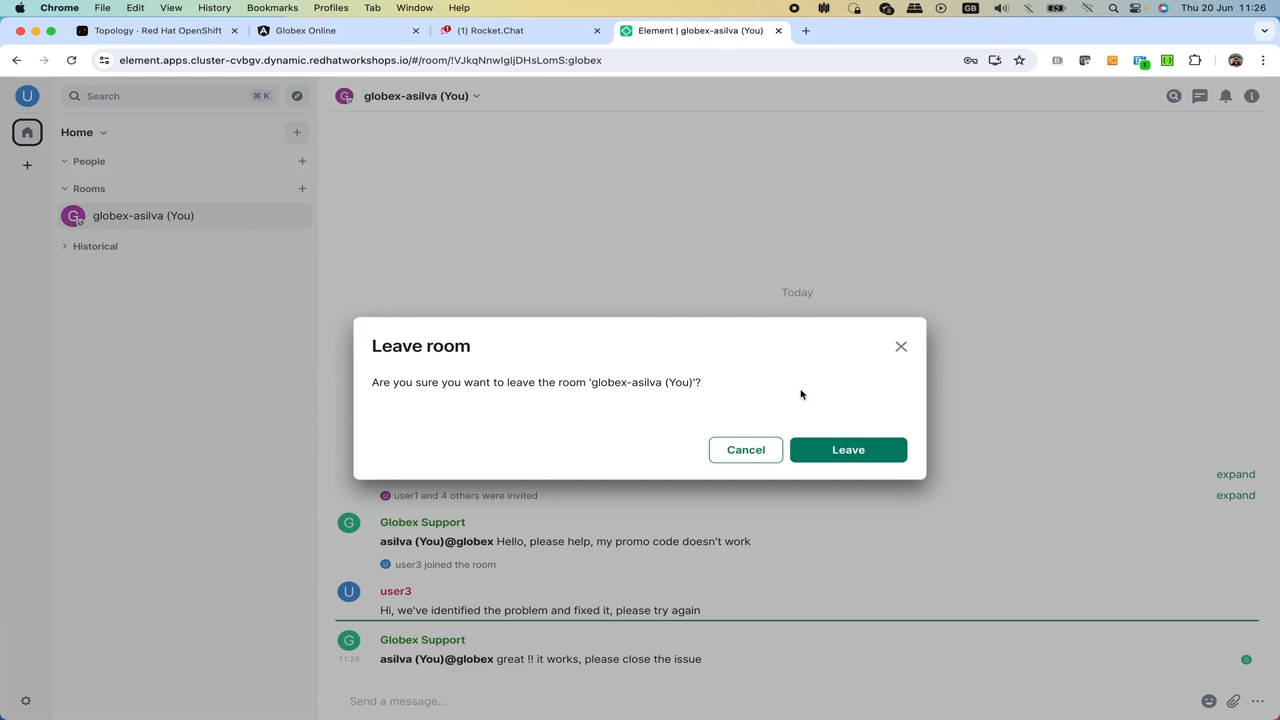 Chrome File Edit View History Bookmarks Profiles Tab Window Help GB Thu 20 Jun 11:26
Topology · Red Hat OpenShift Globex Online (1) Rocket.Chat Element | globex-asilva (You)
element.apps.cluster-cvbgv.dynamic.redhatworkshops.io/#/room/!VJkqNnwIgIjDHsLomS:globex
U Search ⌘ K
G globex-asilva (You)
Home
People
Rooms
G globex-asilva (You)
Historical
Today
Leave room
Are you sure you want to leave the room 'globex-asilva (You)'?
Cancel Leave
expand
U user1 and 4 others were invited expand
G Globex Support
asilva (You)@globex Hello, please help, my promo code doesn't work
U user3 joined the room
U user3
Hi, we've identified the problem and fixed it, please try again
G Globex Support
11:26 asilva (You)@globex great !! it works, please close the issue
Send a message...